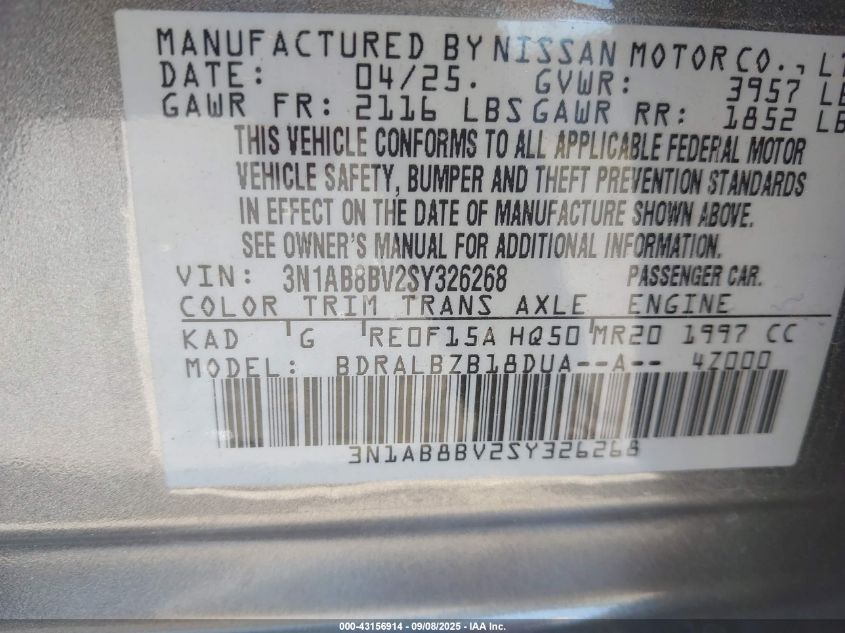 MANUFACTURED BY NISSAN MOTOR CO., LT
DATE: 04/25. GVWR: 3957 LB
GAWR FR: 2116 LBS GAWR RR: 1852 LB
THIS VEHICLE CONFORMS TO ALL APPLICABLE FEDERAL MOTOR
VEHICLE SAFETY, BUMPER AND THEFT PREVENTION STANDARDS
IN EFFECT ON THE DATE OF MANUFACTURE SHOWN ABOVE.
SEE OWNER'S MANUAL FOR ADDITIONAL INFORMATION.
VIN: 3N1AB8BV2SY326268 PASSENGER CAR.
COLOR TRIM TRANS AXLE ENGINE
KAD G RE0F15A HQ50 MR20 1997 CC
MODEL: BDRALBZB18DUA--A-- 4Z000
3N1AB8BV2SY326268
000-43156914 - 09/08/2025 - IAA Inc.